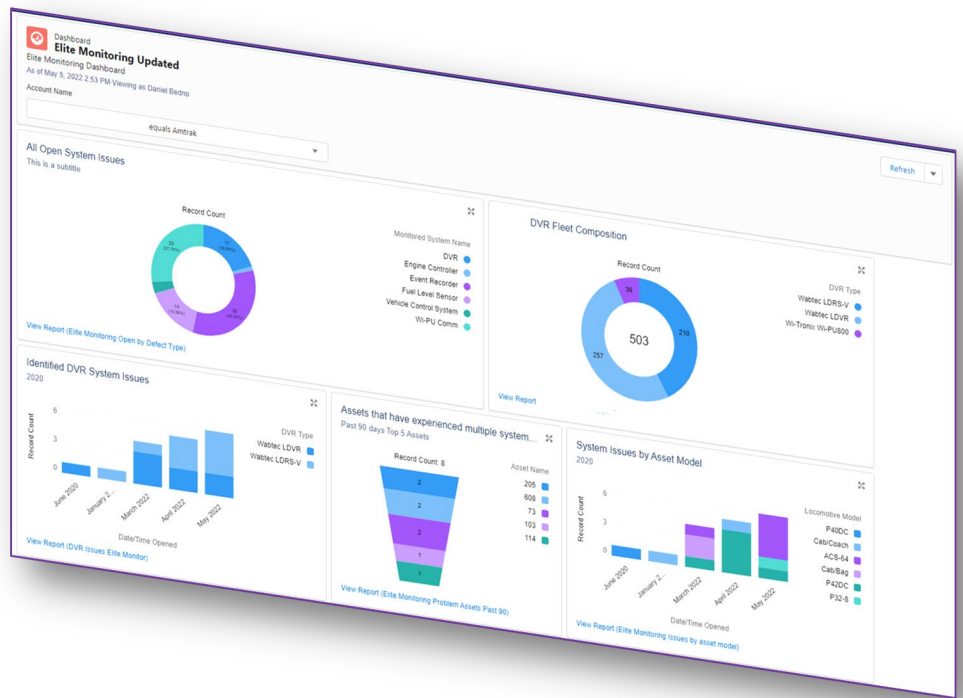 Dashboard
Elite Monitoring Updated
Elite Monitoring Dashboard
As of May 5, 2022 2:53 PM Viewing as Daniel Bedno
Account Name
equals Amtrak
Refresh
All Open System Issues
This is a subtitle
Record Count
Monitored System Name
DVR
Engine Controller
Event Recorder
Fuel Level Sensor
Vehicle Control System
Wi-PU Comm
View Report (Elite Monitoring Open by Defect Type)
DVR Fleet Composition
Record Count
36
210
257
503
DVR Type
Wabtec LDRS-V
Wabtec LDVR
Wi-Tronix Wi-PU800
View Report
Identified DVR System Issues
2020
Record Count
6
3
0
June 2020
January 2...
March 2022
April 2022
May 2022
Date/Time Opened
DVR Type
Wabtec LDVR
Wabtec LDRS-V
View Report (DVR Issues Elite Monitor)
Assets that have experienced multiple system...
Past 90 days Top 5 Assets
Record Count: 8
2
2
2
1
1
Asset Name
205
608
73
103
114
View Report (Elite Monitoring Problem Assets Past 90)
System Issues by Asset Model
2020
Record Count
6
3
0
June 2020
January 2...
March 2022
April 2022
May 2022
Date/Time Opened
Locomotive Model
P40DC
Cab/Coach
ACS-64
Cab/Bag
P42DC
P32-8
View Report (Elite Monitoring Issues by asset model)